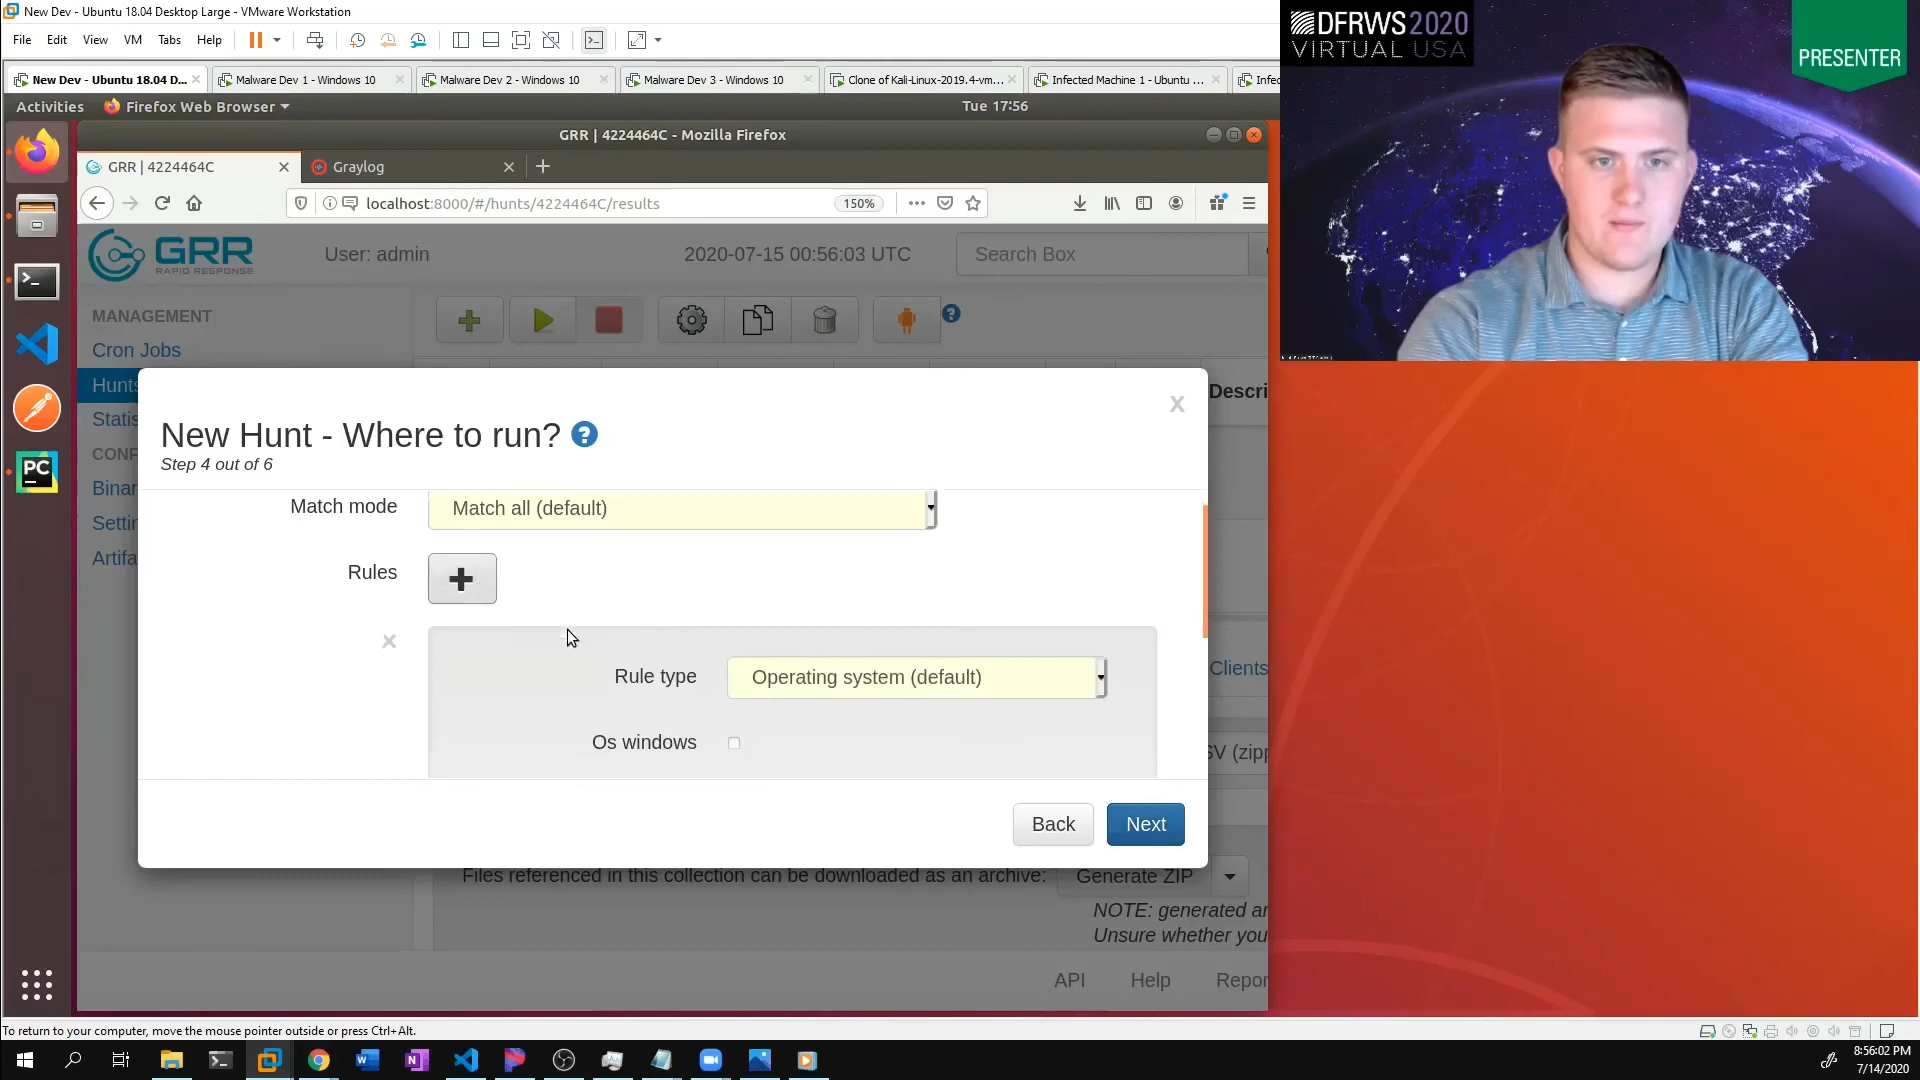 New Dev - Ubuntu 18.04 Desktop Large - VMware Workstation
File Edit View VM Tabs Help
New Dev - Ubuntu 18.04 D...
Malware Dev 1 - Windows 10
Malware Dev 2 - Windows 10
Malware Dev 3 - Windows 10
Clone of Kali-Linux-2019.4-vm...
Infected Machine 1 - Ubuntu ...
Infec
DFRWS 2020
VIRTUAL USA
PRESENTER
Activities
Firefox Web Browser
Tue 17:56
GRR | 4224464C - Mozilla Firefox
GRR | 4224464C
Graylog
localhost:8000/#/hunts/4224464C/results
150%
GRR
RAPID RESPONSE
User: admin
2020-07-15 00:56:03 UTC
Search Box
MANAGEMENT
Cron Jobs
Hunts
Statis
CONF
Binar
Settin
Artifa
Descri
New Hunt - Where to run?
Step 4 out of 6
x
Match mode
Match all (default)
Rules
Rule type
Operating system (default)
Os windows
Clients
SV (zipp
Back
Next
Files referenced in this collection can be downloaded as an archive:
Generate ZIP
NOTE: generated ar
Unsure whether you
API Help Repor
To return to your computer, move the mouse pointer outside or press Ctrl+Alt.
8:56:02 PM
7/14/2020